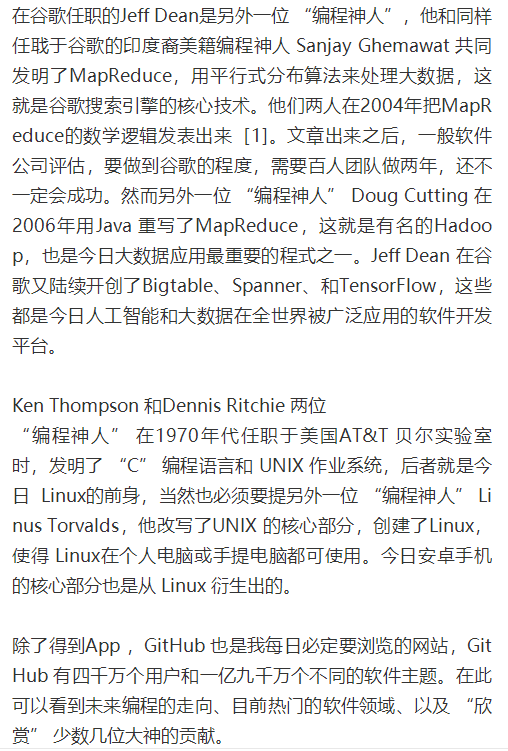 在谷歌任职的Jeff Dean是另外一位 “编程神人”，他和同样
任职于谷歌的印度裔美籍编程神人 Sanjay Ghemawat 共同
发明了MapReduce，用平行式分布算法来处理大数据，这
就是谷歌搜索引擎的核心技术。他们两人在2004年把MapR
educe的数学逻辑发表出来 [1]。文章出来之后，一般软件
公司评估，要做到谷歌的程度，需要百人团队做两年，还不
一定会成功。然而另外一位 “编程神人” Doug Cutting 在
2006年用Java 重写了MapReduce，这就是有名的Hadoo
p，也是今日大数据应用最重要的程式之一。Jeff Dean 在谷
歌又陆续开创了Bigtable、Spanner、和TensorFlow，这些
都是今日人工智能和大数据在全世界被广泛应用的软件开发
平台。
Ken Thompson 和Dennis Ritchie 两位
“编程神人” 在1970年代任职于美国AT&T 贝尔实验室
时，发明了 “C” 编程语言和 UNIX 作业系统，后者就是今
日 Linux的前身，当然也必须要提另外一位 “编程神人” Li
nus Torvalds，他改写了UNIX 的核心部分，创建了Linux，
使得 Linux在个人电脑或手提电脑都可使用。今日安卓手机
的核心部分也是从 Linux 衍生出的。
除了得到App ，GitHub 也是我每日必定要浏览的网站，Git
Hub 有四千万个用户和一亿九千万个不同的软件主题。在此
可以看到未来编程的走向、目前热门的软件领域、以及 “欣
赏” 少数几位大神的贡献。